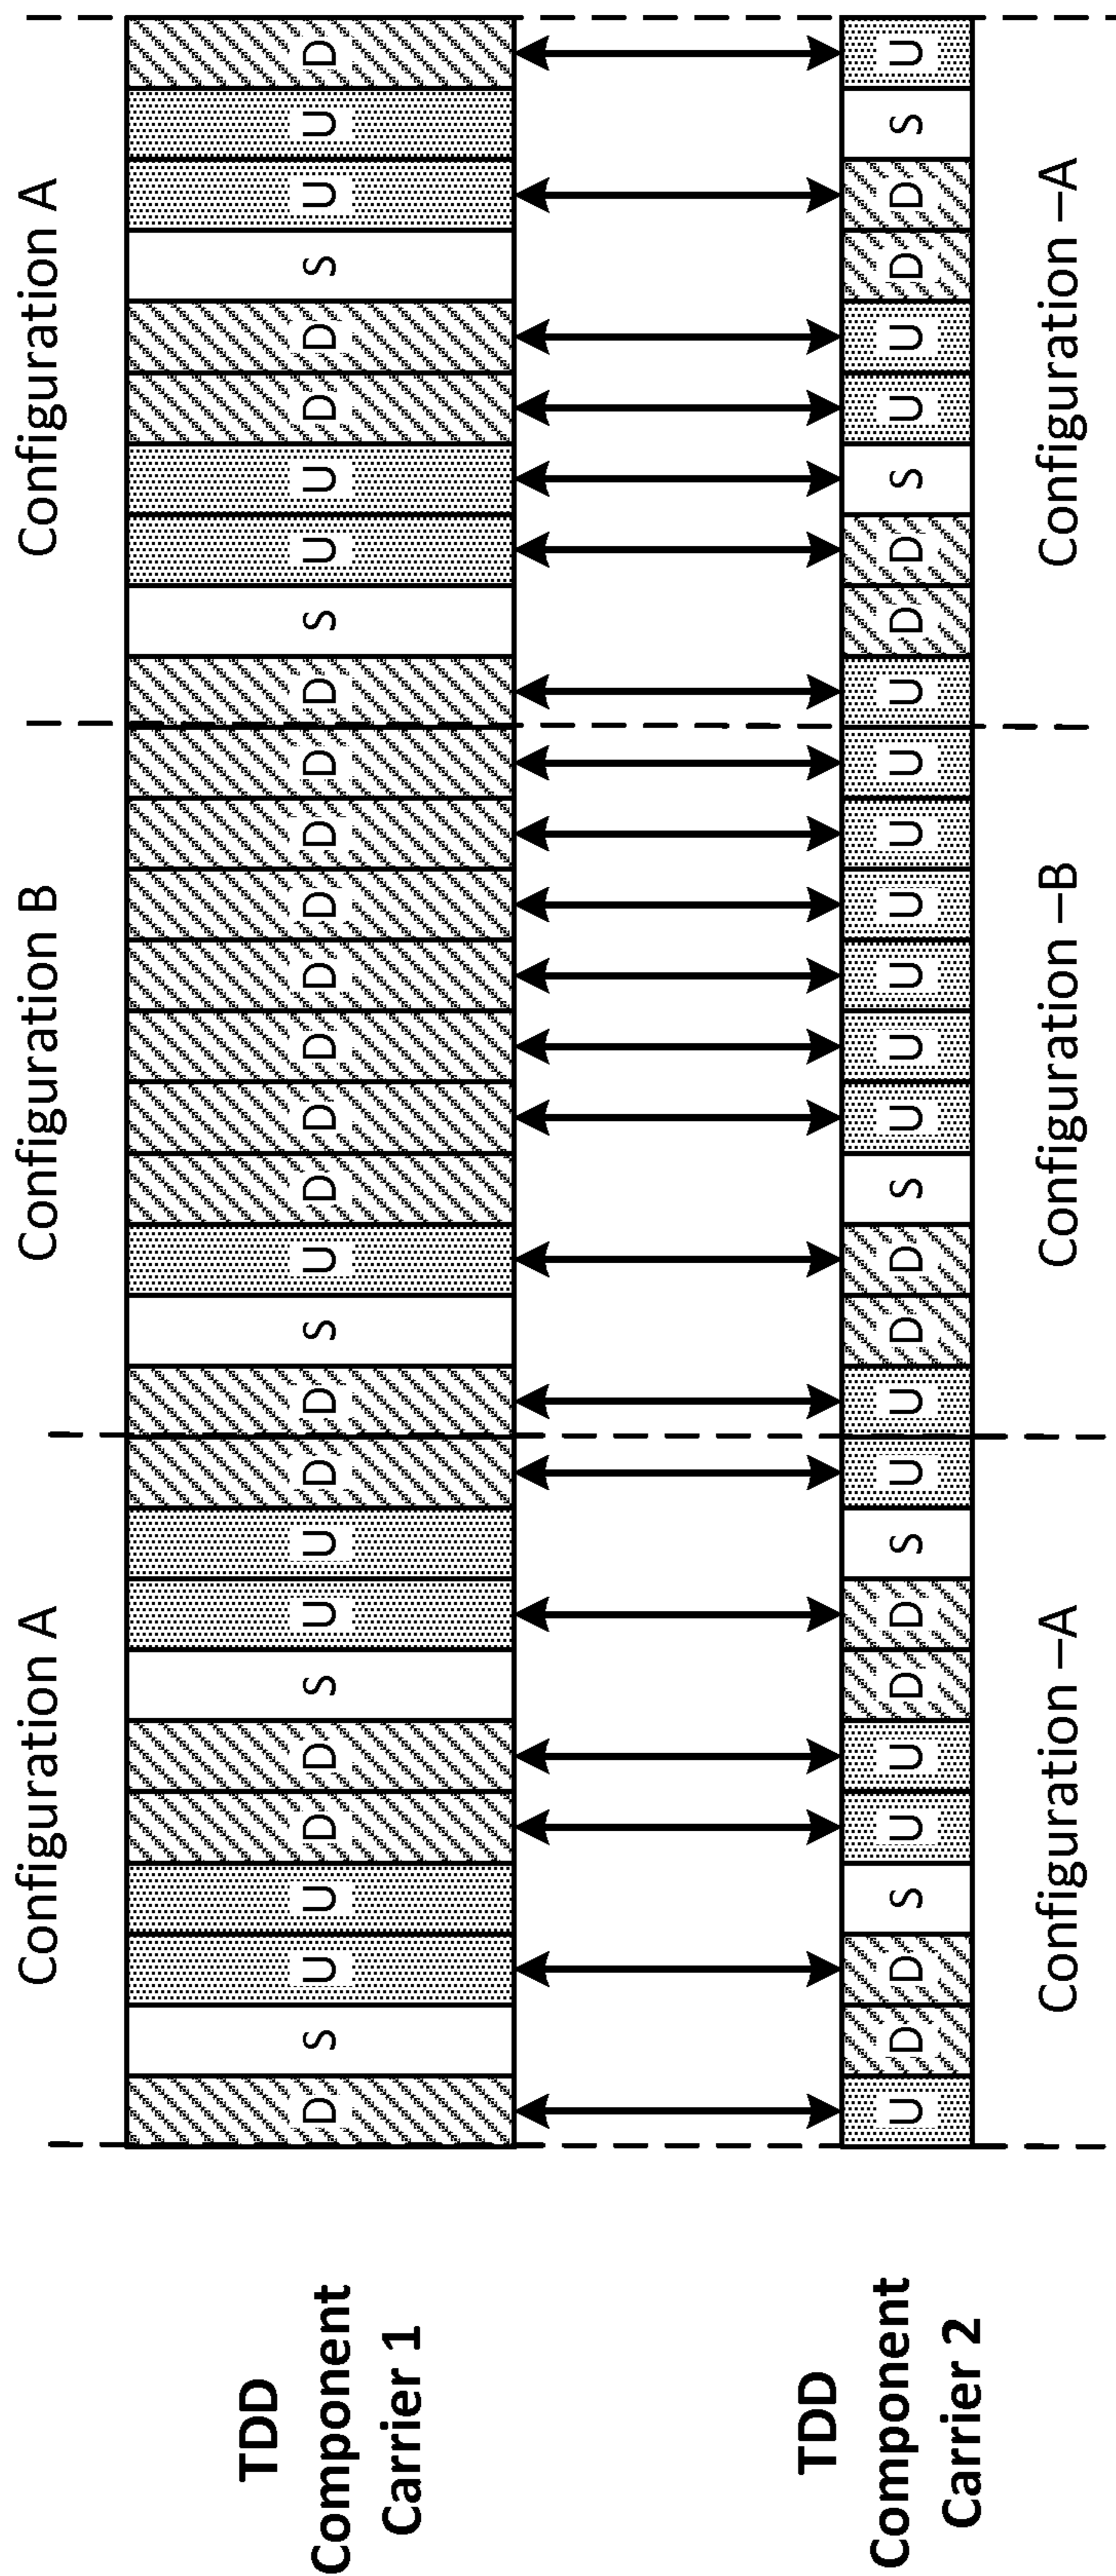 Configuration A Configuration B Configuration A
TDD
Component
Carrier 1
D S U U D D S U U D D S U D D D D D D D D S U U D D S U U D
TDD
Component
Carrier 2
U D D S U U D D S U U D D S U U U U U U U D D S U U D D S U
Configuration –A Configuration –B Configuration –A